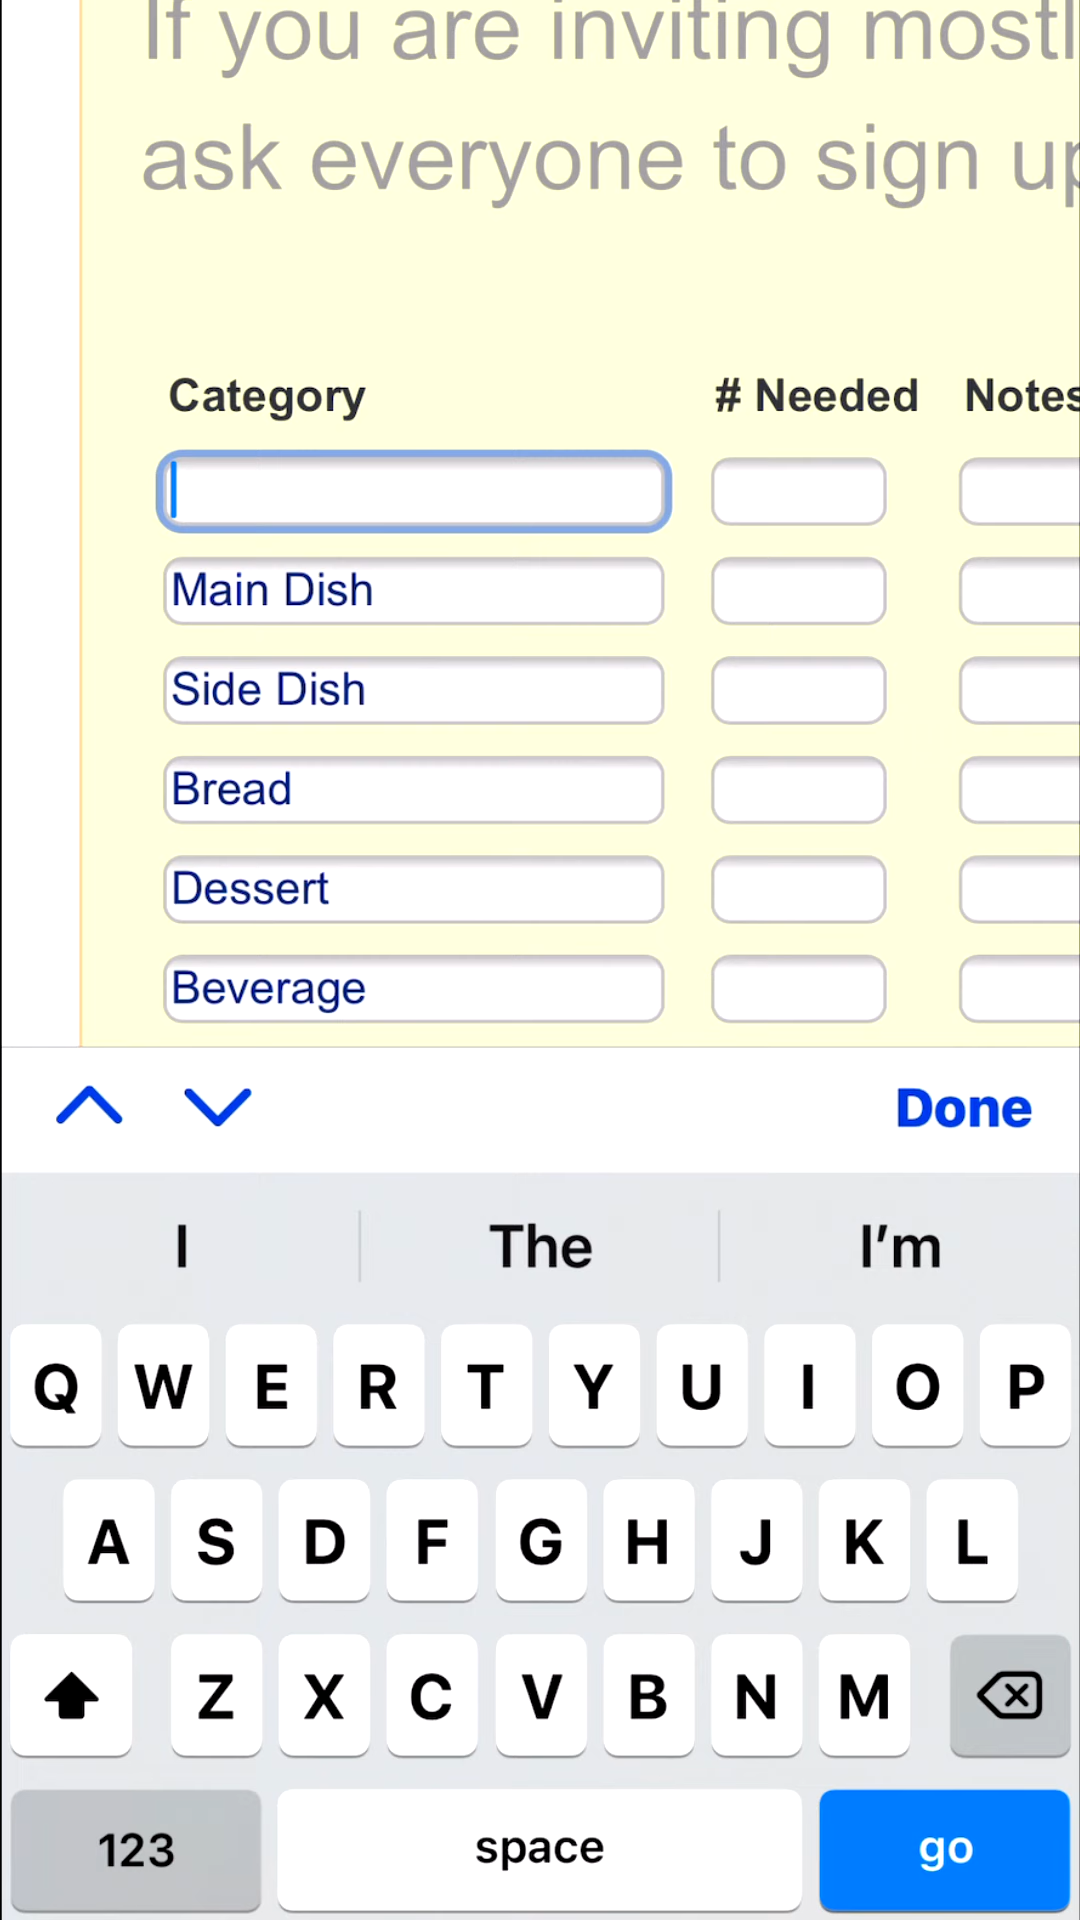 If you are inviting mostl
ask everyone to sign up
Category # Needed Notes
Main Dish
Side Dish
Bread
Dessert
Beverage
Done
I The I'm
Q W E R T Y U I O P
A S D F G H J K L
Z X C V B N M
123 space go